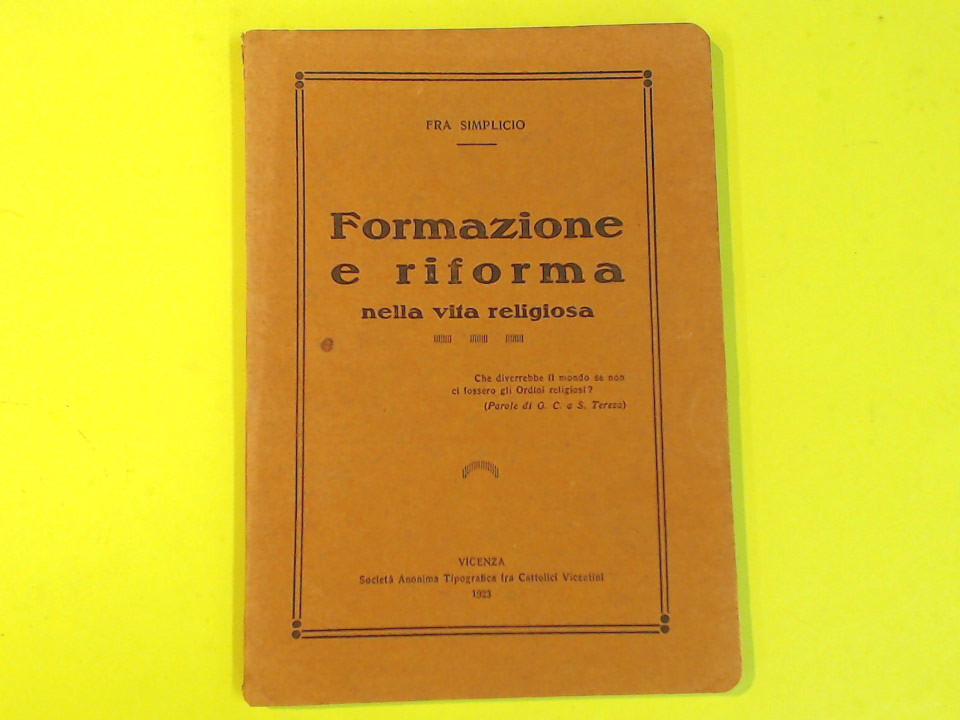 FRA SIMPLICIO
Formazione
e riforma
nella vita religiosa
Che diverrebbe il mondo se non
ci fossero gli Ordini religiosi?
(Parole di G. C. a S. Teresa)
VICENZA
Società Anonima Tipografica fra Cattolici Vicentini
1923